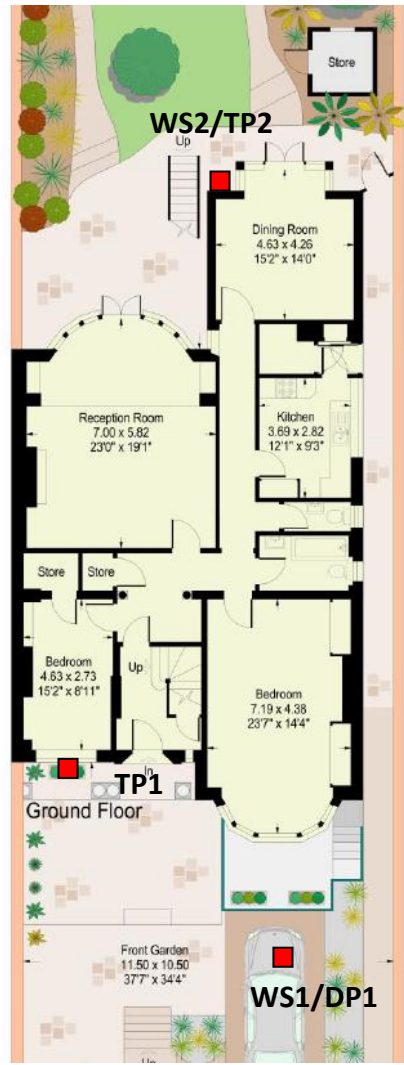 Store
WS2/TP2
Up
Dining Room
4.63 x 4.26
15'2" x 14'0"
Reception Room
7.00 x 5.82
23'0" x 19'1"
Kitchen
3.69 x 2.82
12'1" x 9'3"
Store
Store
Bedroom
4.63 x 2.73
15'2" x 8'11"
Up
Bedroom
7.19 x 4.38
23'7" x 14'4"
In
TP1
Ground Floor
Front Garden
11.50 x 10.50
37'7" x 34'4"
WS1/DP1
Up